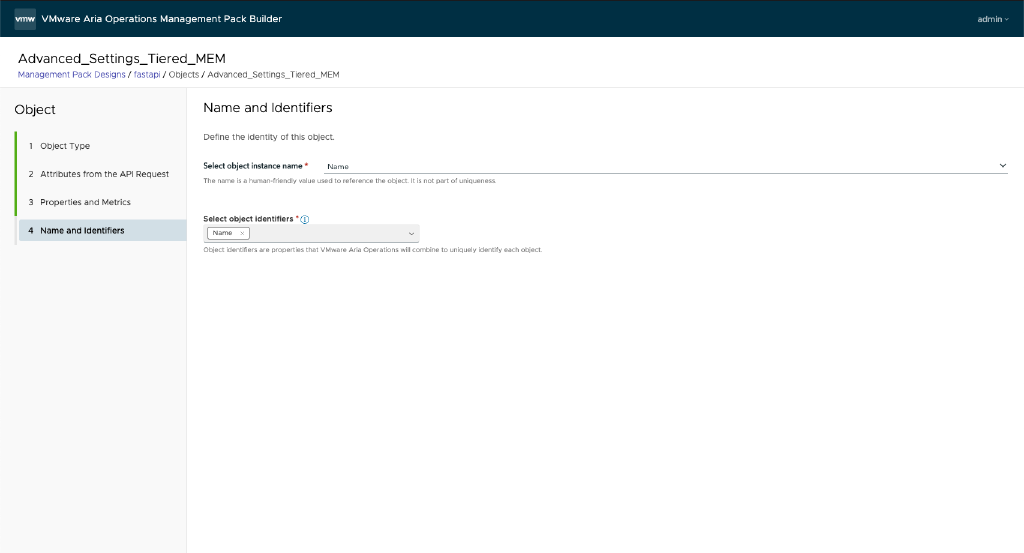 vmw VMware Aria Operations Management Pack Builder
admin
Advanced_Settings_Tiered_MEM
Management Pack Designs / fastapi / Objects / Advanced_Settings_Tiered_MEM
Object
1 Object Type
2 Attributes from the API Request
3 Properties and Metrics
4 Name and Identifiers
Name and Identifiers
Define the identity of this object.
Select object instance name *
Name
The name is a human-friendly value used to reference the object. It is not part of uniqueness.
Select object identifiers *
Name ×
Object identifiers are properties that VMware Aria Operations will combine to uniquely identify each object.